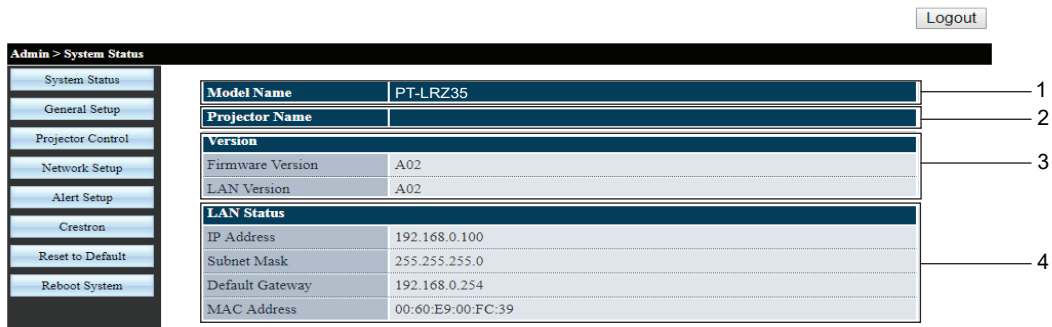 Logout
Admin > System Status
System Status
General Setup
Projector Control
Network Setup
Alert Setup
Crestron
Reset to Default
Reboot System
Model Name PT-LRZ35 1
Projector Name 2
Version 3
Firmware Version A02
LAN Version A02
LAN Status
IP Address 192.168.0.100
Subnet Mask 255.255.255.0 4
Default Gateway 192.168.0.254
MAC Address 00:60:E9:00:FC:39